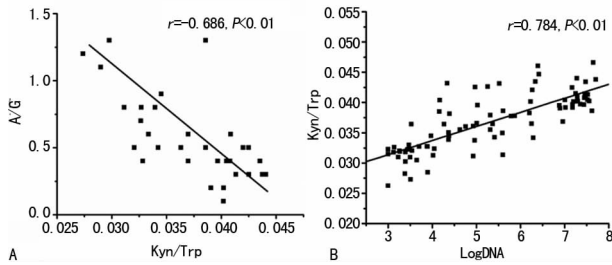 r=-0.686, P<0.01
1.5
1.0
0.5
0.0
A/G
0.025 0.030 0.035 0.040 0.045
Kyn/Trp
A
r=0.784, P<0.01
0.055
0.050
0.045
0.040
0.035
0.030
0.025
0.020
Kyn/Trp
3 4 5 6 7 8
LogDNA
B